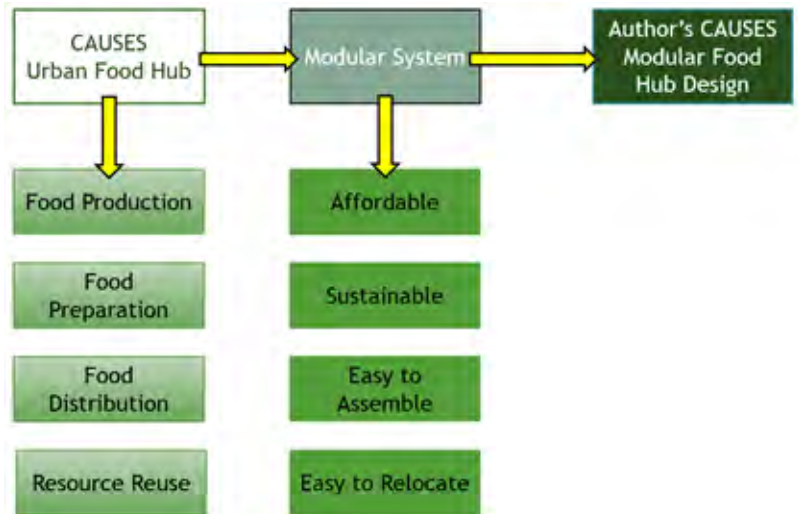 CAUSES
Urban Food Hub
Modular System
Author's CAUSES
Modular Food
Hub Design
Food Production
Affordable
Food
Preparation
Sustainable
Food
Distribution
Easy to
Assemble
Resource Reuse
Easy to Relocate